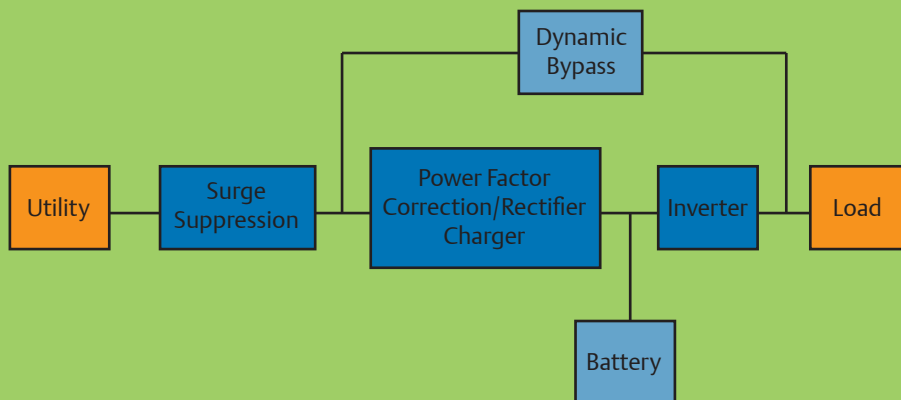 Dynamic
Bypass
Utility
Surge
Suppression
Power Factor
Correction/Rectifier
Charger
Inverter
Load
Battery